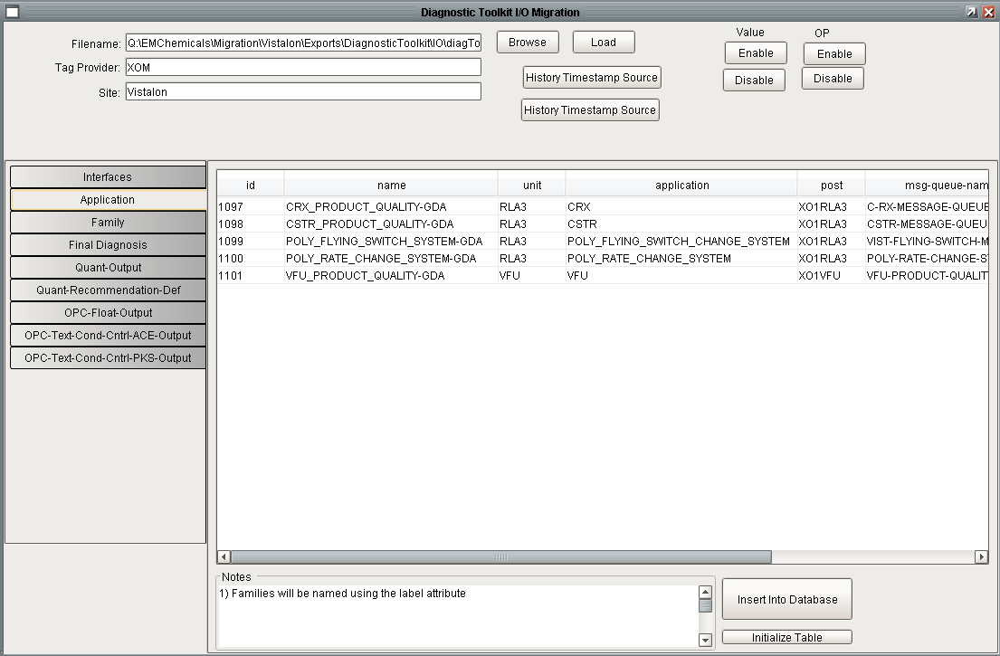 Diagnostic Toolkit I/O Migration
Filename: Q:\EMChemicals\Migration\Vistalon\Exports\DiagnosticToolkit\IO\diagTo Browse Load
Tag Provider: XOM
Site: Vistalon
History Timestamp Source
History Timestamp Source
Value OP
Enable Enable
Disable Disable
Interfaces
Application
Family
Final Diagnosis
Quant-Output
Quant-Recommendation-Def
OPC-Float-Output
OPC-Text-Cond-Cntrl-ACE-Output
OPC-Text-Cond-Cntrl-PKS-Output
id name unit application post msg-queue-nam
1097 CRX_PRODUCT_QUALITY-GDA RLA3 CRX XO1RLA3 C-RX-MESSAGE-QUEUE
1098 CSTR_PRODUCT_QUALITY-GDA RLA3 CSTR XO1RLA3 CSTR-MESSAGE-QUEU
1099 POLY_FLYING_SWITCH_SYSTEM-GDA RLA3 POLY_FLYING_SWITCH_CHANGE_SYSTEM XO1RLA3 VIST-FLYING-SWITCH-M
1100 POLY_RATE_CHANGE_SYSTEM-GDA RLA3 POLY_RATE_CHANGE_SYSTEM XO1RLA3 POLY-RATE-CHANGE-S
1101 VFU_PRODUCT_QUALITY-GDA VFU VFU XO1VFU VFU-PRODUCT-QUALIT
Notes
1) Families will be named using the label attribute
Insert Into Database
Initialize Table